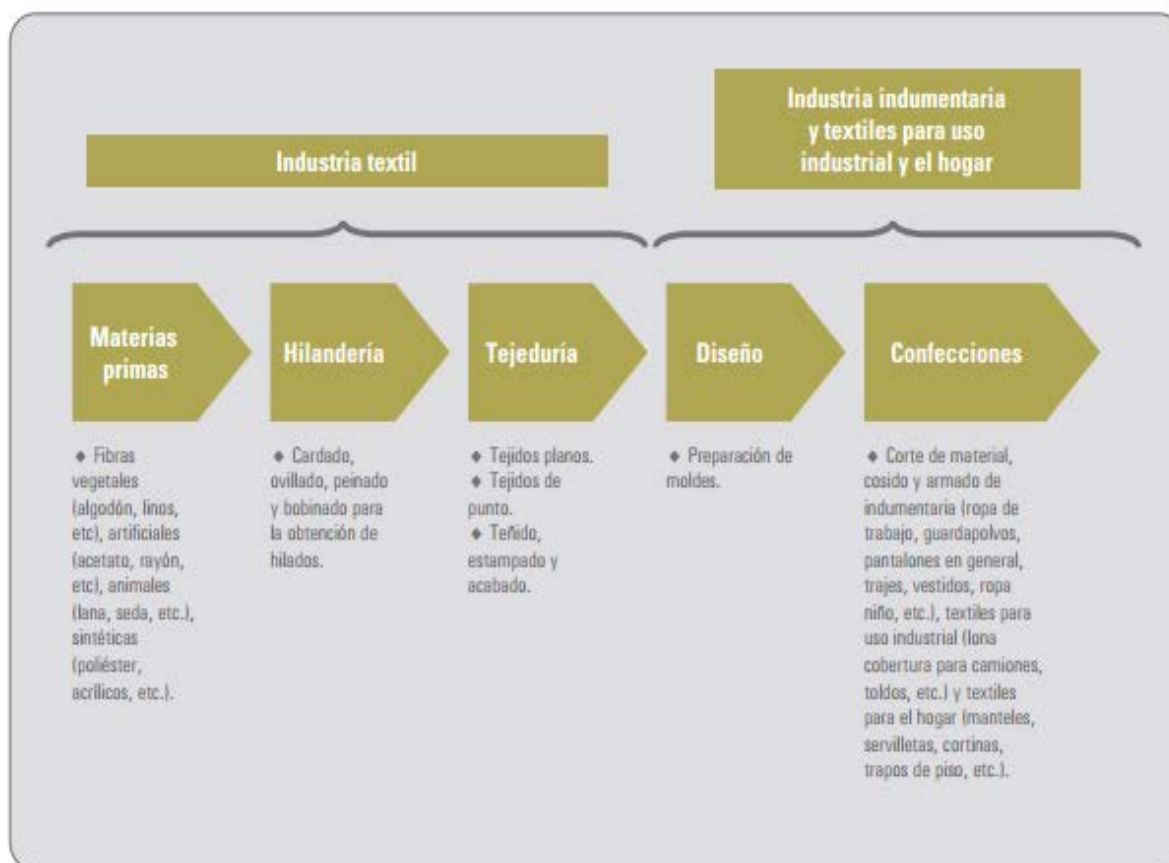 Industria textil
Industria indumentaria
y textiles para uso
industrial y el hogar
Materias
primas
Hilandería
Tejeduría
Diseño
Confecciones
◆ Fibras
vegetales
(algodón, linos,
etc), artificiales
(acetato, rayón,
etc), animales
(lana, seda, etc.),
sintéticas
(poliéster,
acrílicos, etc.).
◆ Cardado,
ovillado, peinado
y bobinado para
la obtención de
hilados.
◆ Tejidos planos.
◆ Tejidos de
punto.
◆ Teñido,
estampado y
acabado.
◆ Preparación de
moldes.
◆ Corte de material,
cosido y armado de
indumentaria (ropa de
trabajo, guardapolvos,
pantalones en general,
trajes, vestidos, ropa
niño, etc.), textiles para
uso industrial (lona
cobertura para camiones,
toldos, etc.) y textiles
para el hogar (manteles,
servilletas, cortinas,
trapos de piso, etc.).